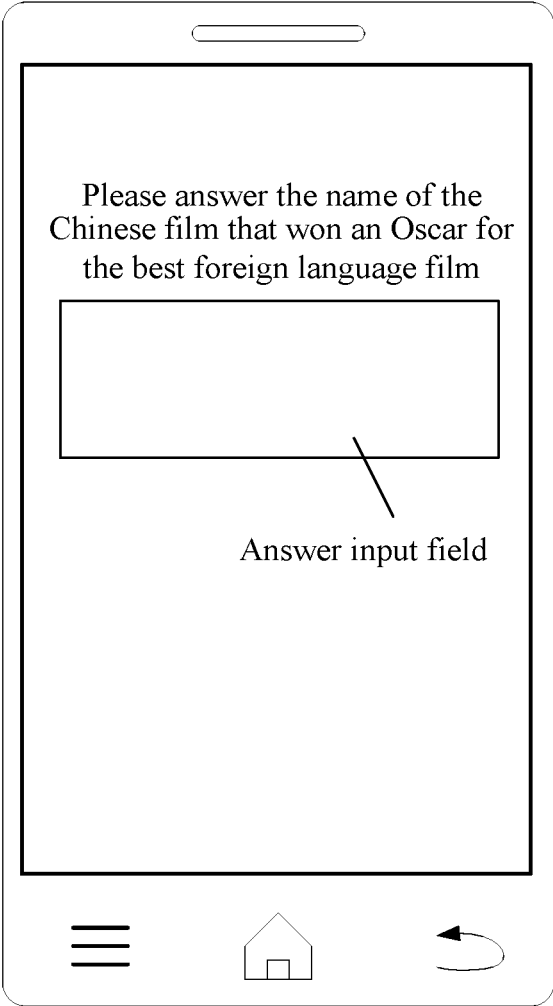 Please answer the name of the
Chinese film that won an Oscar for
the best foreign language film
Answer input field